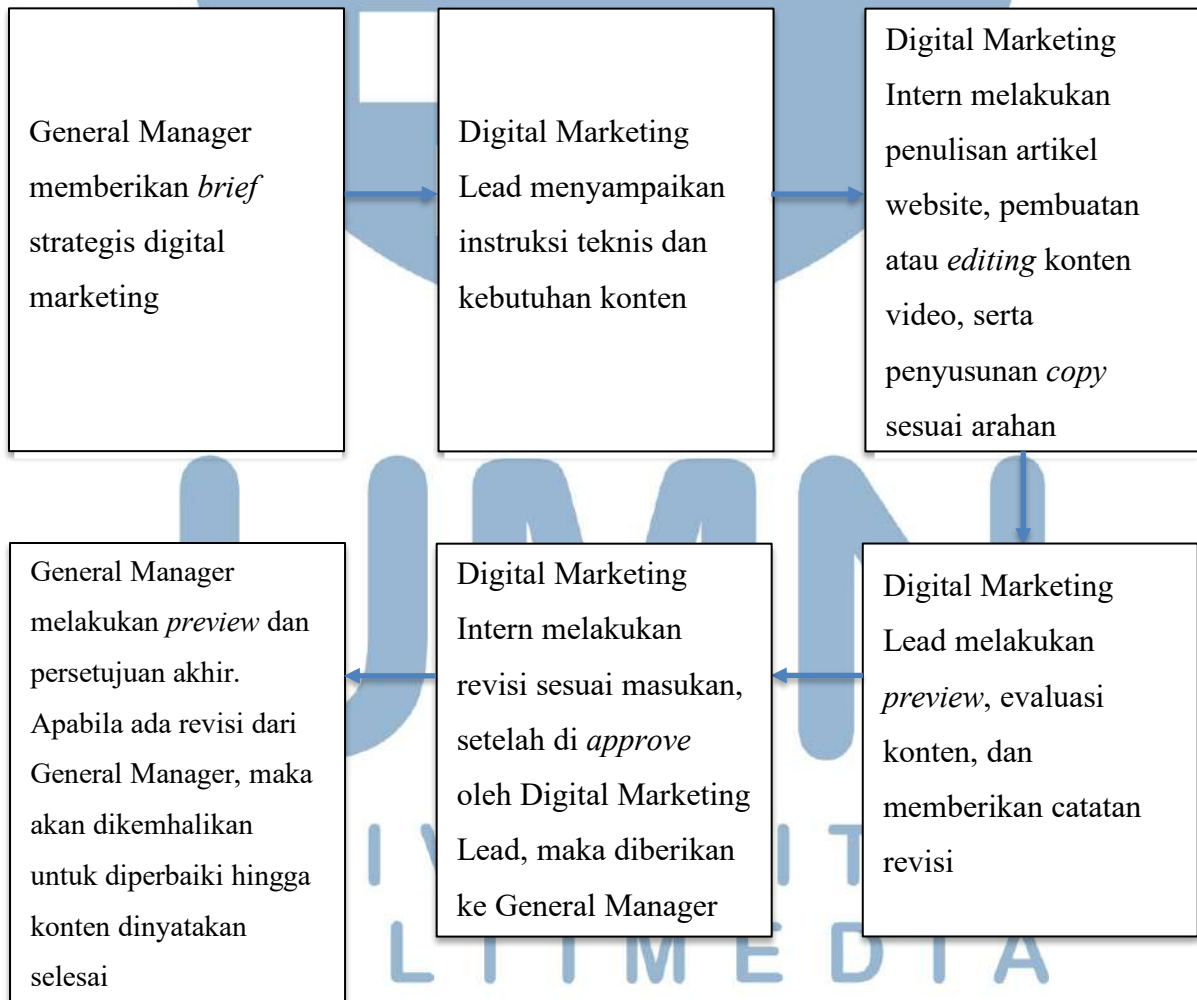 General Manager
memberikan brief
strategis digital
marketing
Digital Marketing
Lead menyampaikan
instruksi teknis dan
kebutuhan konten
Digital Marketing
Intern melakukan
penulisan artikel
website, pembuatan
atau editing konten
video, serta
penyusunan copy
sesuai arahan
Digital Marketing
Lead melakukan
preview, evaluasi
konten, dan
memberikan catatan
revisi
Digital Marketing
Intern melakukan
revisi sesuai masukan,
setelah di approve
oleh Digital Marketing
Lead, maka diberikan
ke General Manager
General Manager
melakukan preview dan
persetujuan akhir.
Apabila ada revisi dari
General Manager, maka
akan dikemhalikan
untuk diperbaiki hingga
konten dinyatakan
selesai
UMN